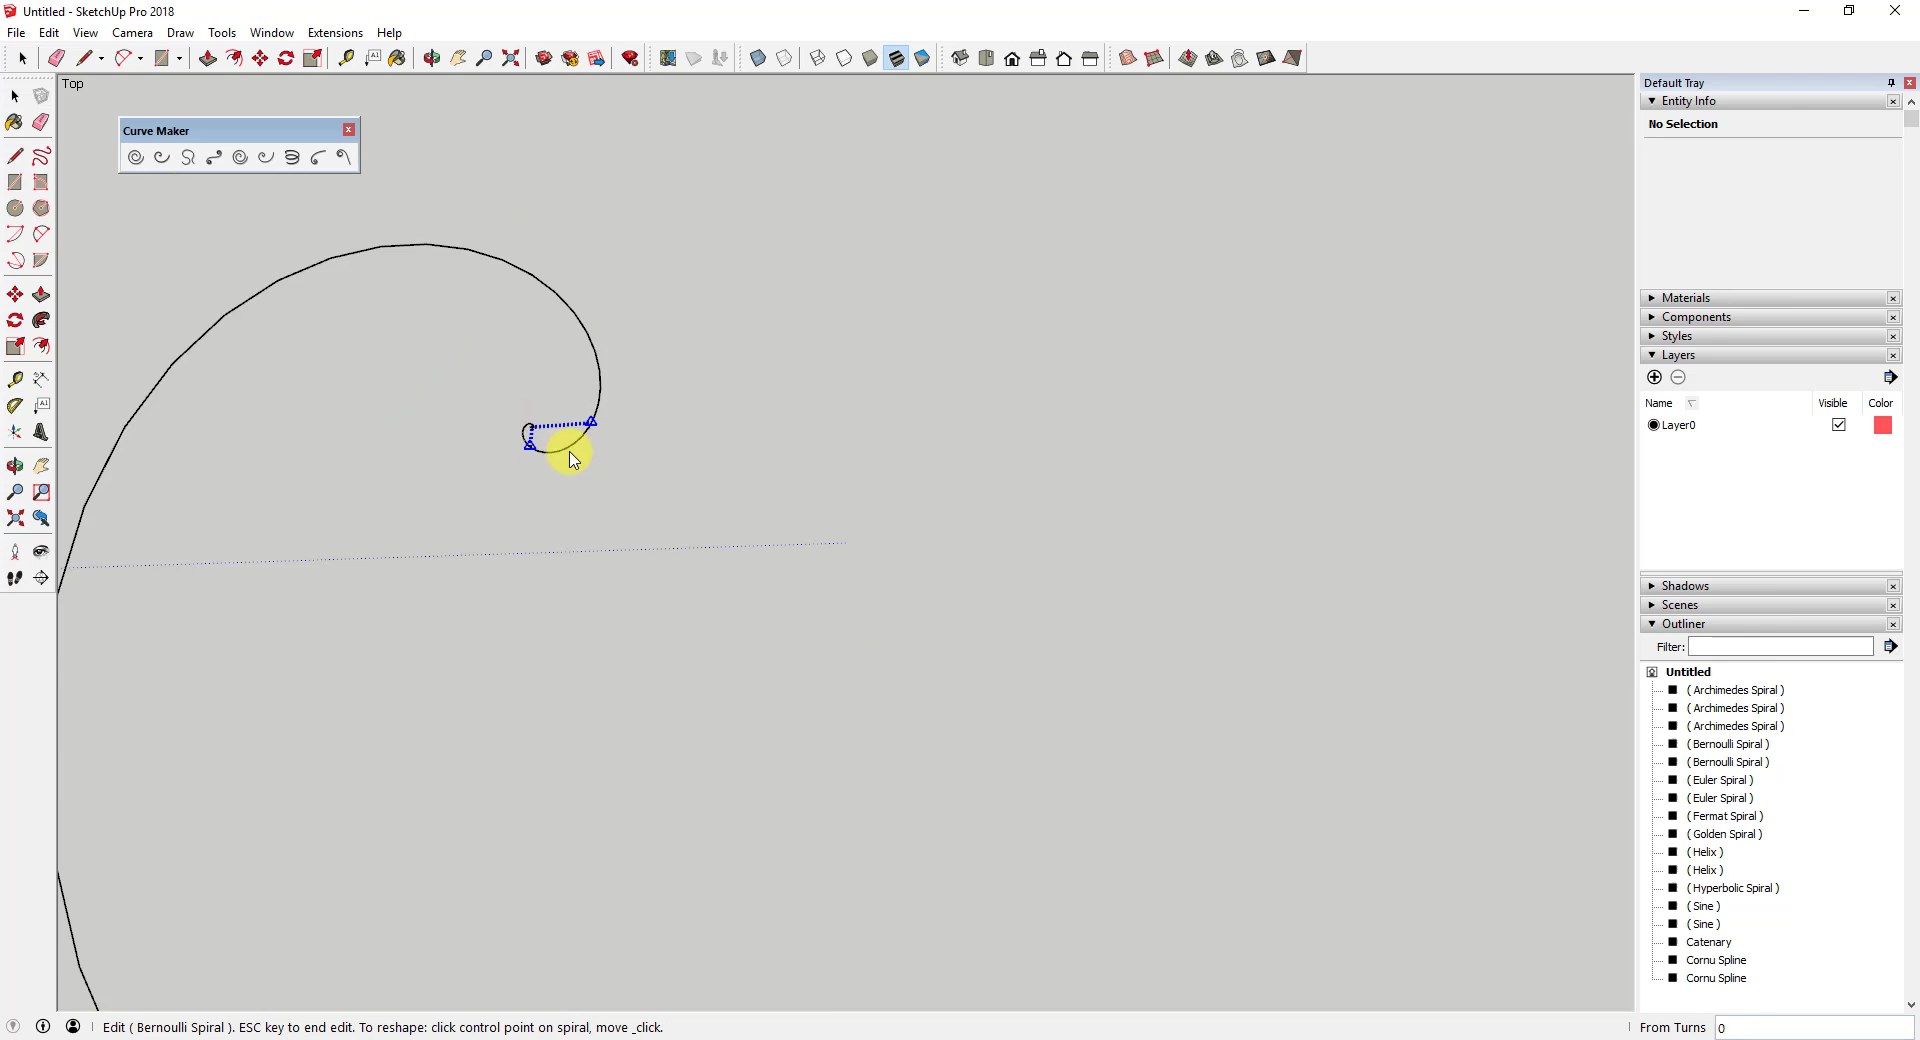 Untitled - SketchUp Pro 2018
File Edit View Camera Draw Tools Window Extensions Help
Top
Curve Maker
Default Tray
Entity Info
No Selection
Materials
Components
Styles
Layers
Name Visible Color
Layer0
Shadows
Scenes
Outliner
Filter:
Untitled
( Archimedes Spiral )
( Archimedes Spiral )
( Archimedes Spiral )
( Bernoulli Spiral )
( Bernoulli Spiral )
( Euler Spiral )
( Euler Spiral )
( Fermat Spiral )
( Golden Spiral )
( Helix )
( Helix )
( Hyperbolic Spiral )
( Sine )
( Sine )
Catenary
Cornu Spline
Cornu Spline
Edit ( Bernoulli Spiral ). ESC key to end edit. To reshape: click control point on spiral, move _click.
From Turns 0